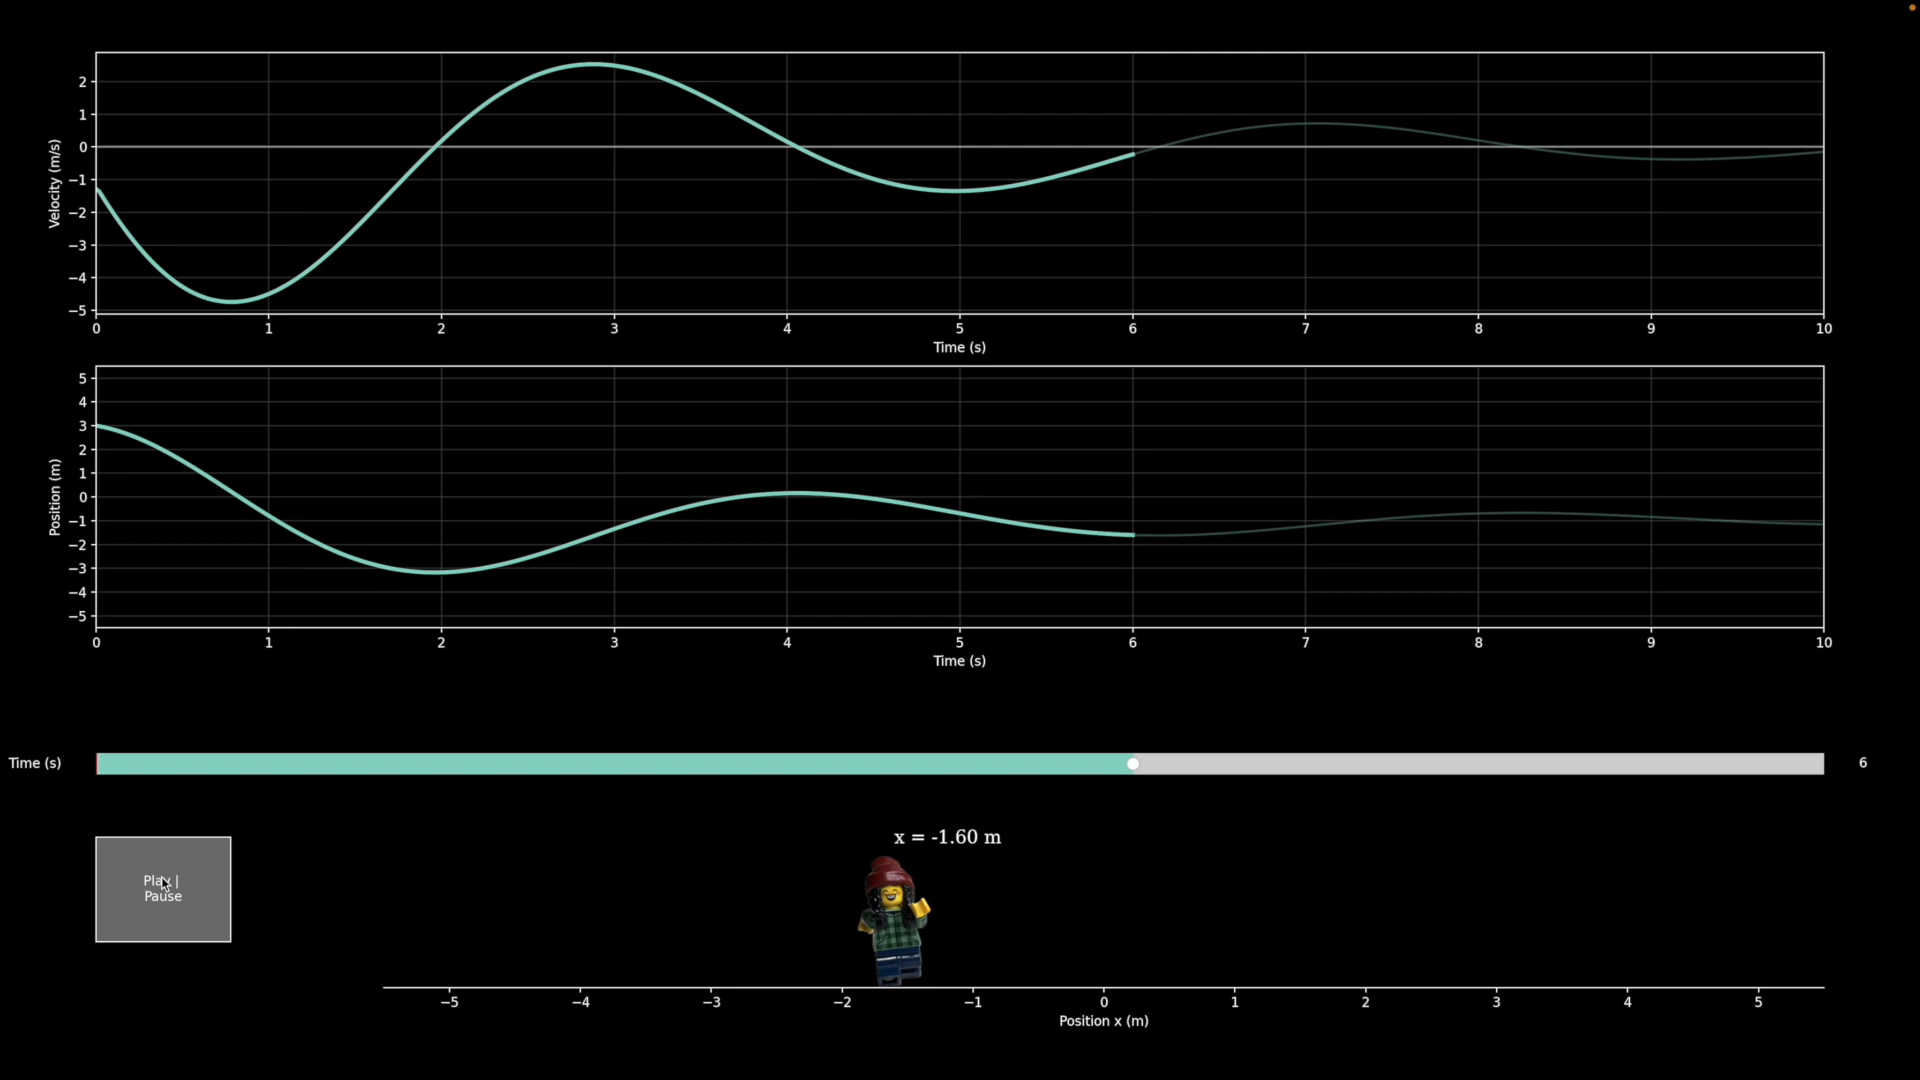 2
1
0
−1
−2
−3
−4
−5
Velocity (m/s)
0 1 2 3 4 5 6 7 8 9 10
Time (s)
5
4
3
2
1
0
−1
−2
−3
−4
−5
Position (m)
0 1 2 3 4 5 6 7 8 9 10
Time (s)
Time (s) 6
x = -1.60 m
Play |
Pause
−5 −4 −3 −2 −1 0 1 2 3 4 5
Position x (m)